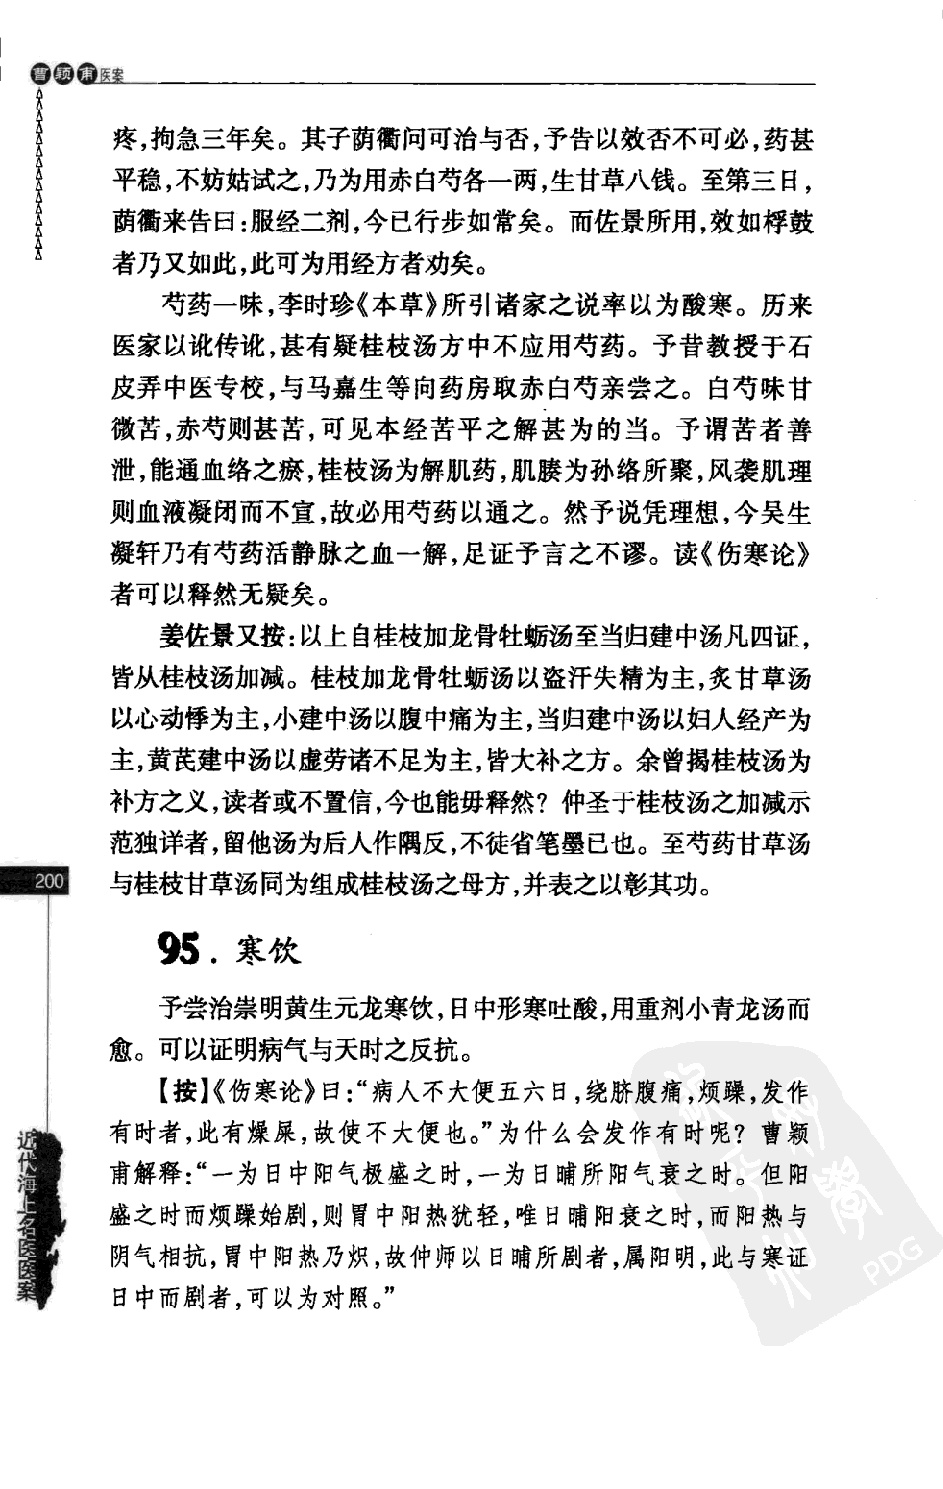 曹颖甫医案
疼,拘急三年矣。其子荫衢问可治与否,予告以效否不可必,药甚
平稳,不妨姑试之,乃为用赤白芍各一两,生甘草八钱。至第三日,
荫衢来告曰:服经二剂,今已行步如常矣。而佐景所用,效如桴鼓
者乃又如此,此可为用经方者劝矣。
芍药一味,李时珍《本草》所引诸家之说率以为酸寒。历来
医家以讹传讹,甚有疑桂枝汤方中不应用芍药。予昔教授于石
皮弄中医专校,与马嘉生等向药房取赤白芍亲尝之。白芍味甘
微苦,赤芍则甚苦,可见本经苦平之解甚为的当。予谓苦者善
泄,能通血络之瘀,桂枝汤为解肌药,肌腠为孙络所聚,风袭肌理
则血液凝闭而不宣,故必用芍药以通之。然予说凭理想,今吴生
凝轩乃有芍药活静脉之血一解,足证予言之不谬。读《伤寒论》
者可以释然无疑矣。
姜佐景又按:以上自桂枝加龙骨牡蛎汤至当归建中汤凡四证,
皆从桂枝汤加减。桂枝加龙骨牡蛎汤以盗汗失精为主,炙甘草汤
以心动悸为主,小建中汤以腹中痛为主,当归建中汤以妇人经产为
主,黄芪建中汤以虚劳诸不足为主,皆大补之方。余曾揭桂枝汤为
补方之义,读者或不置信,今也能毋释然?仲圣于桂枝汤之加减示
范独详者,留他汤为后人作隅反,不徒省笔墨已也。至芍药甘草汤
与桂枝甘草汤同为组成桂枝汤之母方,并表之以彰其功。
200
95.寒饮
予尝治崇明黄生元龙寒饮,日中形寒吐酸,用重剂小青龙汤而
愈。可以证明病气与天时之反抗。
【按】《伤寒论》曰:“病人不大便五六日,绕脐腹痛,烦躁,发作
有时者,此有燥屎,故使不大便也。”为什么会发作有时呢?曹颖
甫解释:“一为日中阳气极盛之时,一为日晡所阳气衰之时。但阳
盛之时而烦躁始剧,则胃中阳热犹轻,唯日晡阳衰之时,而阳热与
阴气相抗,胃中阳热乃炽,故仲师以日晡所剧者,属阳明,此与寒证
日中而剧者,可以为对照。”
近代海上名医医案
PDG